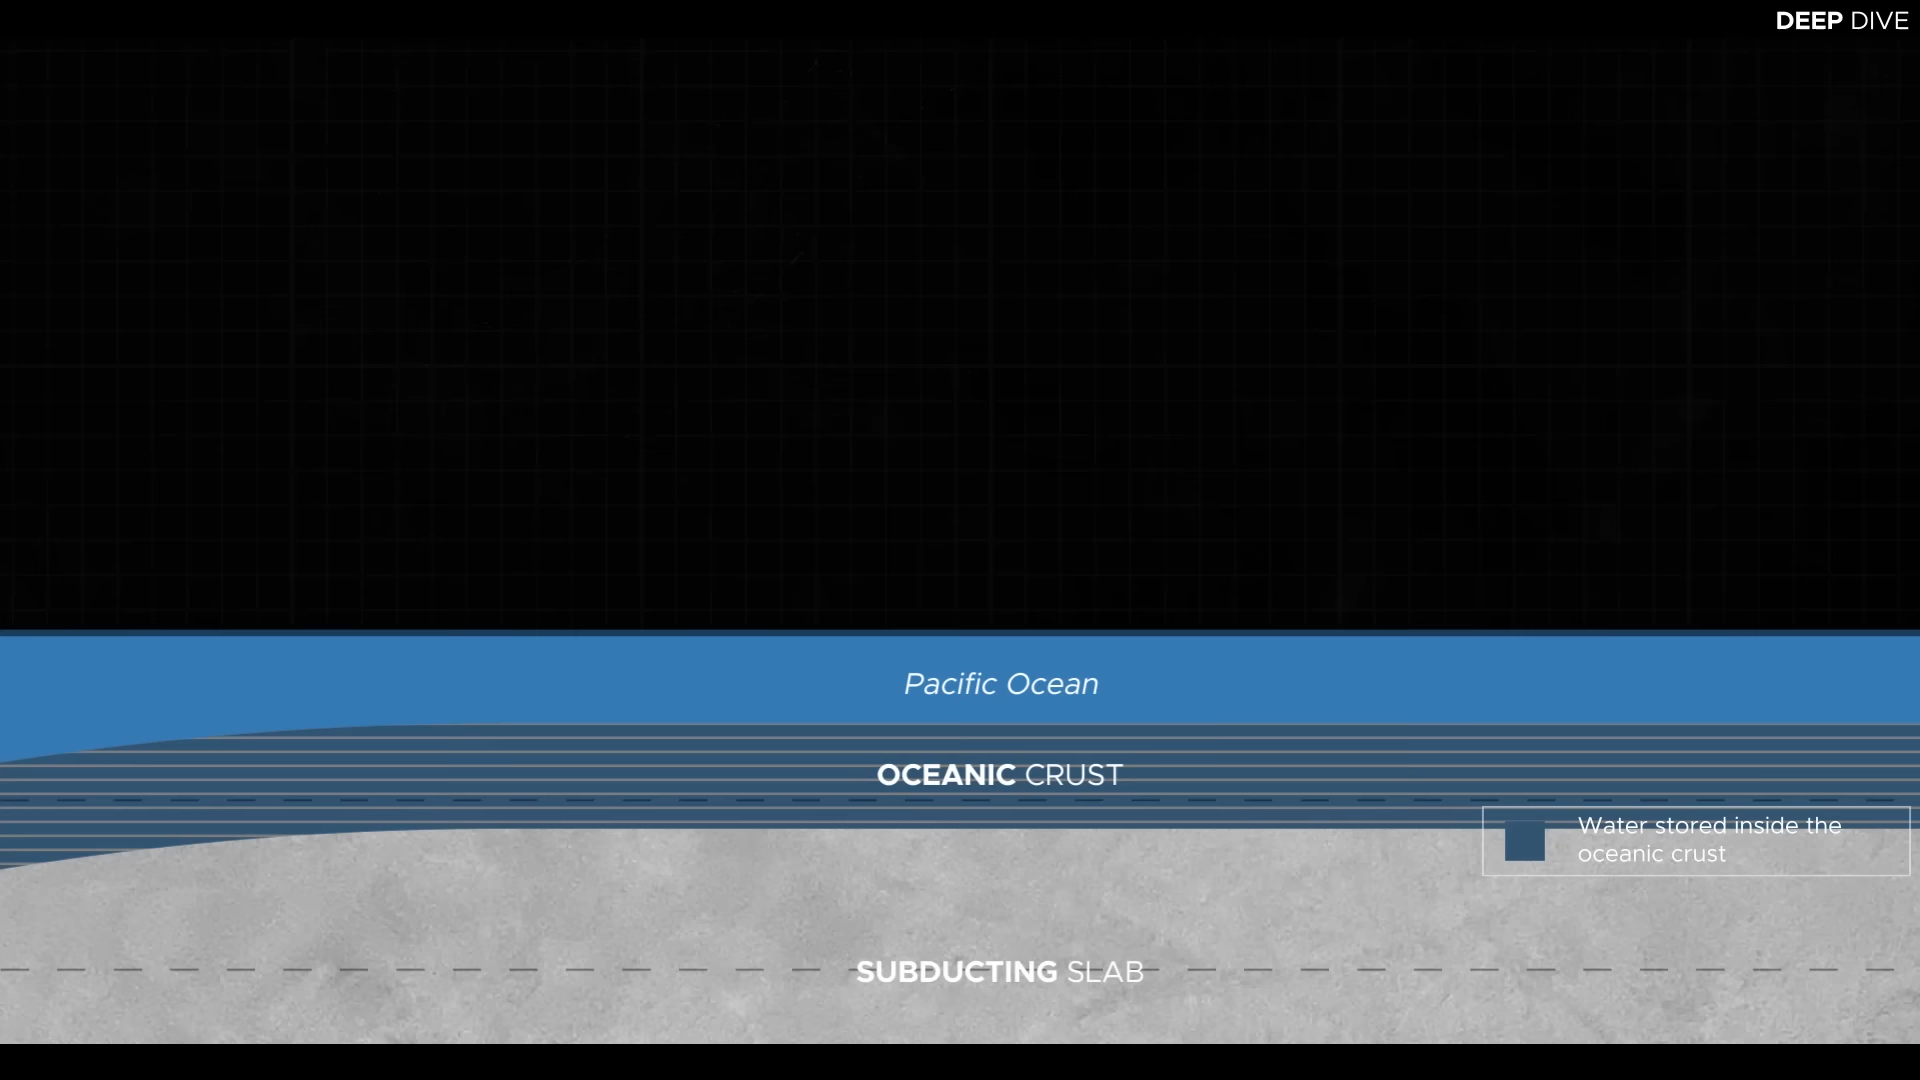 DEEP DIVE
Pacific Ocean
OCEANIC CRUST
Water stored inside the
oceanic crust
SUBDUCTING SLAB